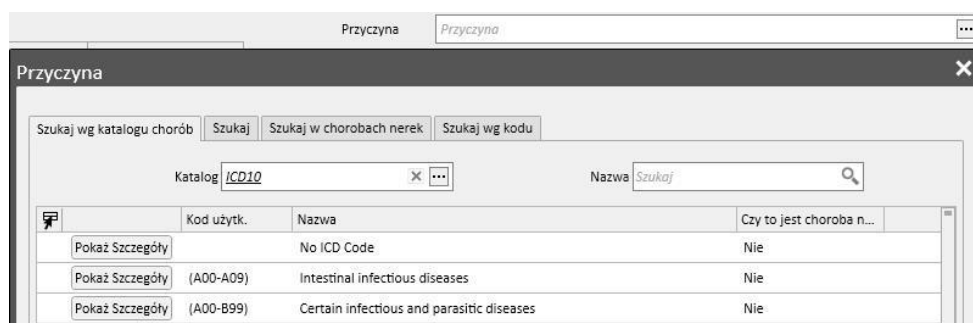 Przyczyna Przyczyna ...
Przyczyna
Szukaj wg katalogu chorób Szukaj Szukaj w chorobach nerek Szukaj wg kodu
Katalog ICD10 ... Nazwa Szukaj
Kod użytk. Nazwa Czy to jest choroba n...
Pokaż Szczegóły No ICD Code Nie
Pokaż Szczegóły (A00-A09) Intestinal infectious diseases Nie
Pokaż Szczegóły (A00-B99) Certain infectious and parasitic diseases Nie